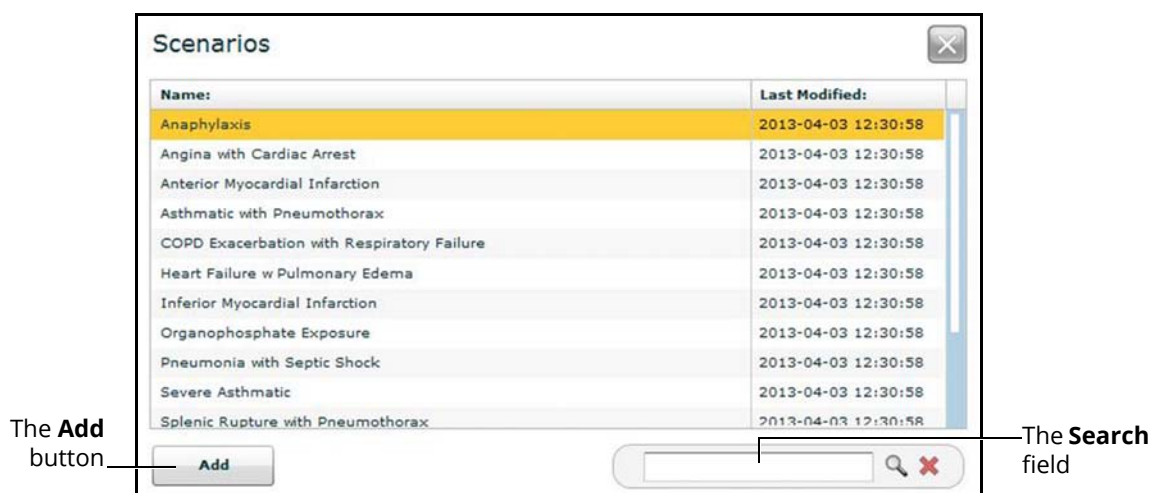 Scenarios
Name: Last Modified:
Anaphylaxis 2013-04-03 12:30:58
Angina with Cardiac Arrest 2013-04-03 12:30:58
Anterior Myocardial Infarction 2013-04-03 12:30:58
Asthmatic with Pneumothorax 2013-04-03 12:30:58
COPD Exacerbation with Respiratory Failure 2013-04-03 12:30:58
Heart Failure w Pulmonary Edema 2013-04-03 12:30:58
Inferior Myocardial Infarction 2013-04-03 12:30:58
Organophosphate Exposure 2013-04-03 12:30:58
Pneumonia with Septic Shock 2013-04-03 12:30:58
Severe Asthmatic 2013-04-03 12:30:58
Splenic Rupture with Pneumothorax 2013-04-03 12:30:58
The Add
button
Add
The Search
field